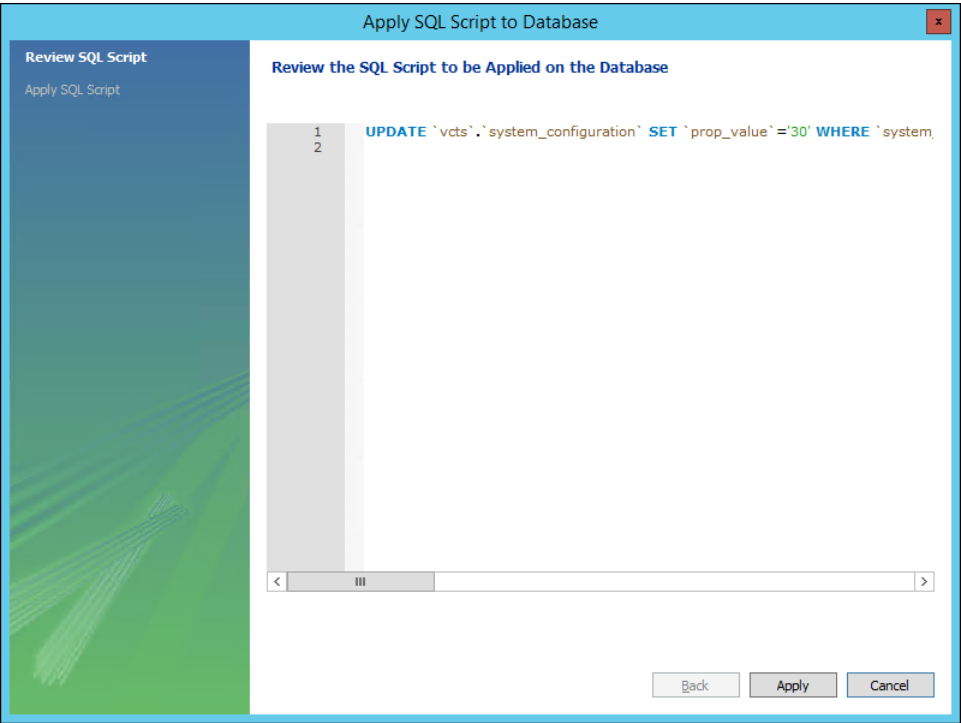 Apply SQL Script to Database
x
Review SQL Script
Apply SQL Script
Review the SQL Script to be Applied on the Database
1 UPDATE `vcts`.`system_configuration` SET `prop_value`='30' WHERE `system_
2
Back Apply Cancel